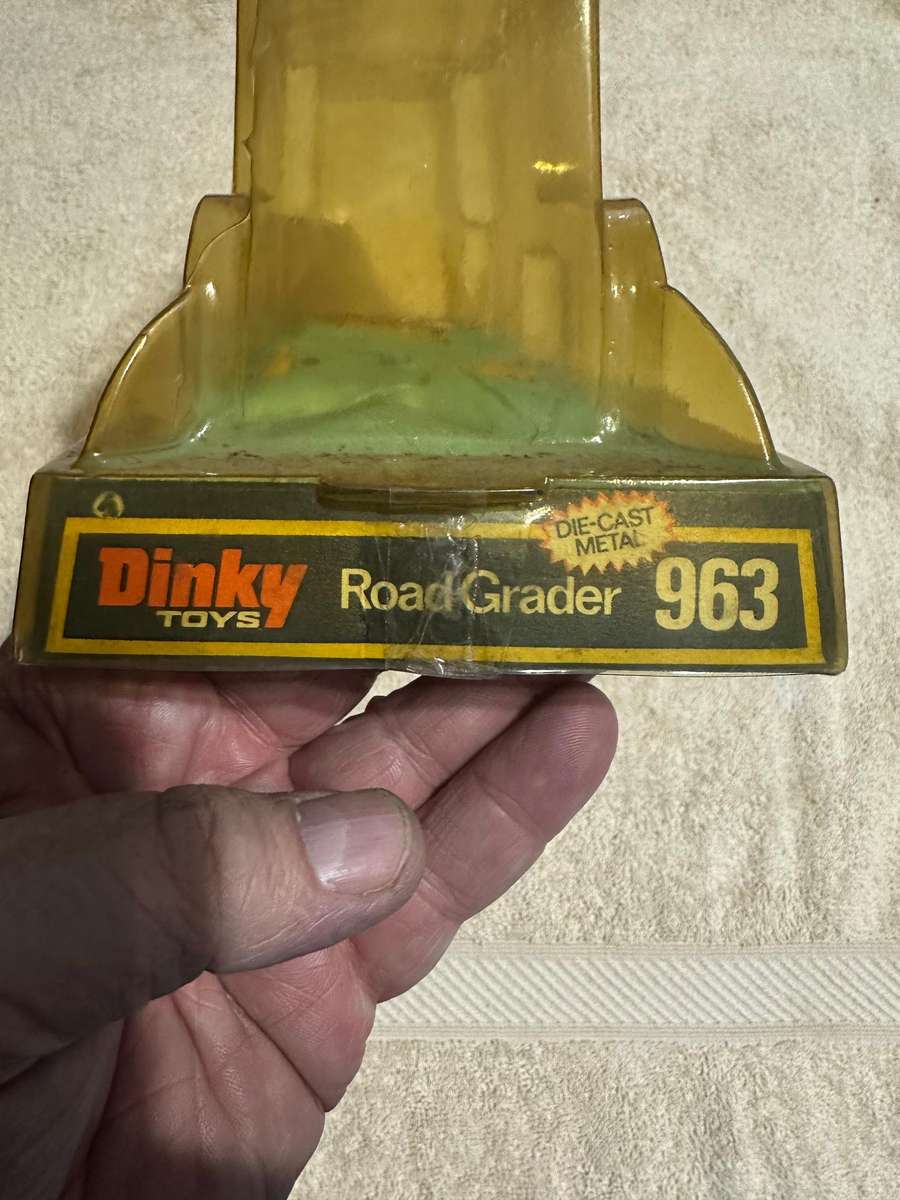 DIE-CAST
METAL
Dinky
TOYS
Road Grader 963